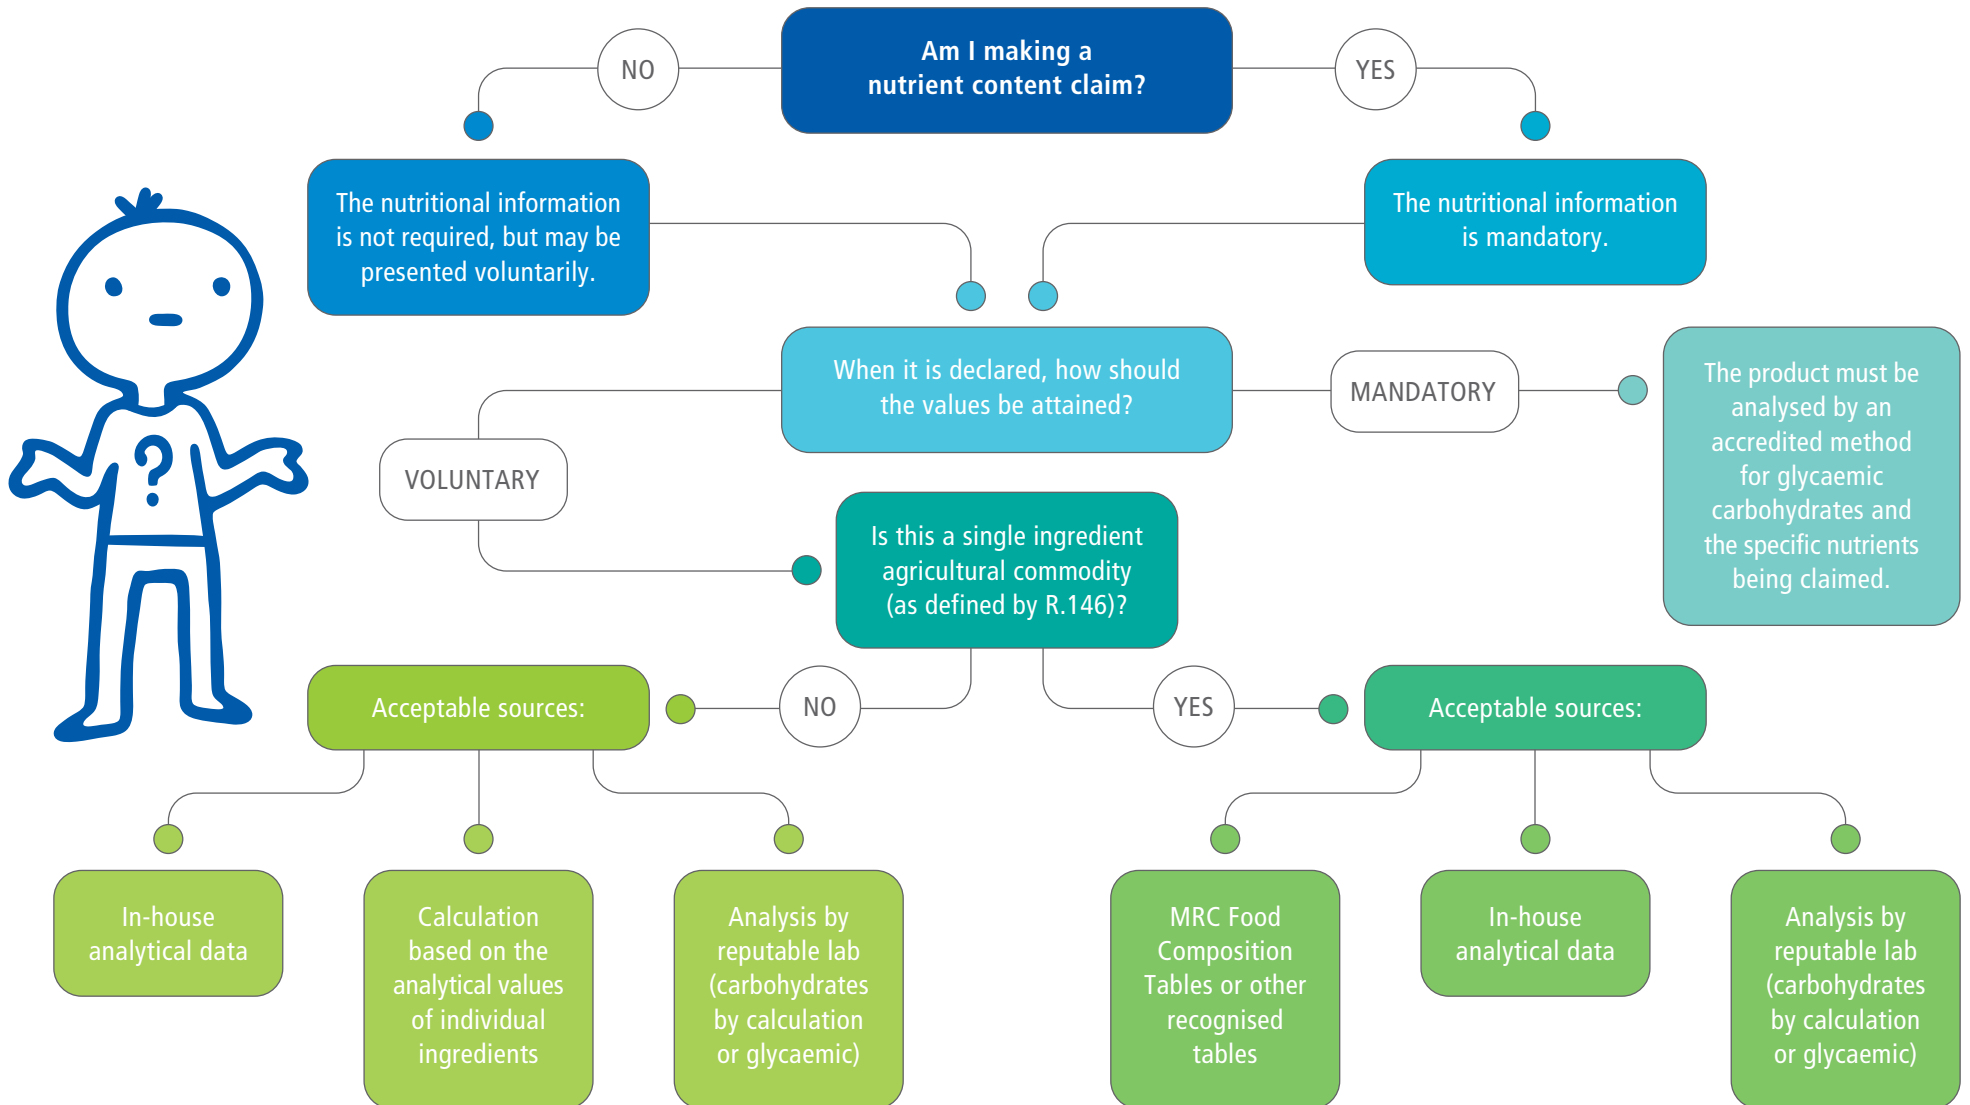 Am I making a
nutrient content claim?
NO
YES
The nutritional information
is not required, but may be
presented voluntarily.
The nutritional information
is mandatory.
When it is declared, how should
the values be attained?
MANDATORY
The product must be
analysed by an
accredited method
for glycaemic
carbohydrates and
the specific nutrients
being claimed.
VOLUNTARY
?
Is this a single ingredient
agricultural commodity
(as defined by R.146)?
NO
YES
Acceptable sources:
Acceptable sources:
In-house
analytical data
Calculation
based on the
analytical values
of individual
ingredients
Analysis by
reputable lab
(carbohydrates
by calculation
or glycaemic)
MRC Food
Composition
Tables or other
recognised
tables
In-house
analytical data
Analysis by
reputable lab
(carbohydrates
by calculation
or glycaemic)